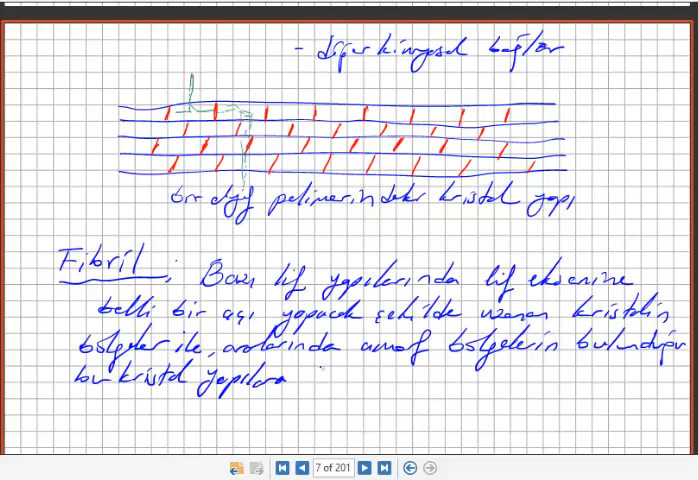 - diğer kimyasal bağlar
bir lif polimerindeki kristal yapı
Fibril: Bazı lif yapılarında lif eksenine
belli bir açı yapacak şekilde uzanan kristalin
bölgeler ile, aralarında amorf bölgelerin bulunduğu
bu kristal yapılara
7 of 201